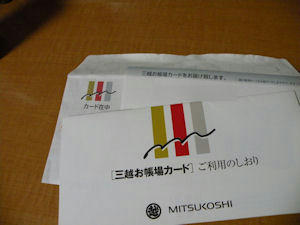 三越お帳場カードをお届け致します。
カード在中
[三越お帳場カード]ご利用のしおり
越 MITSUKOSHI